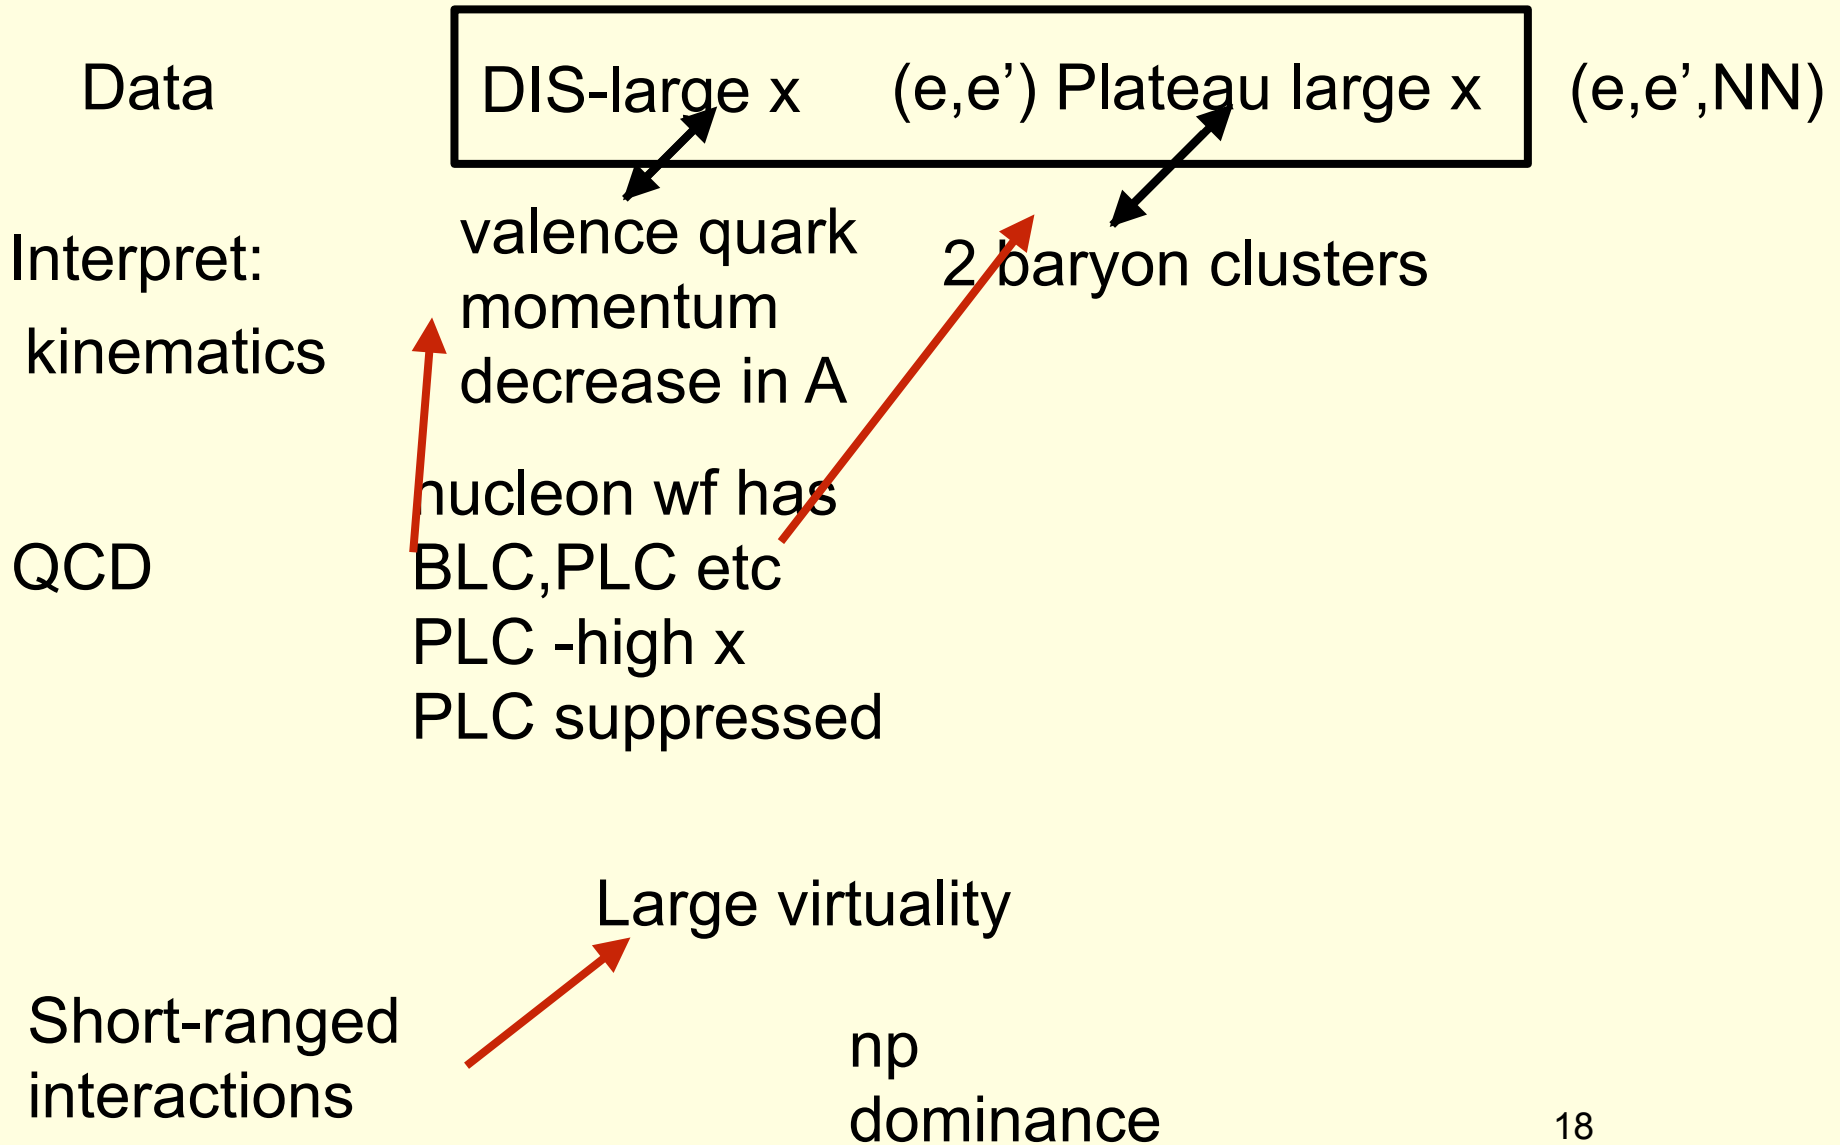 Data
DIS-large x
(e,e’) Plateau large x
(e,e’,NN)
Interpret:
kinematics
valence quark
momentum
decrease in A
2 baryon clusters
QCD
nucleon wf has
BLC,PLC etc
PLC -high x
PLC suppressed
Large virtuality
Short-ranged
interactions
np
dominance
18